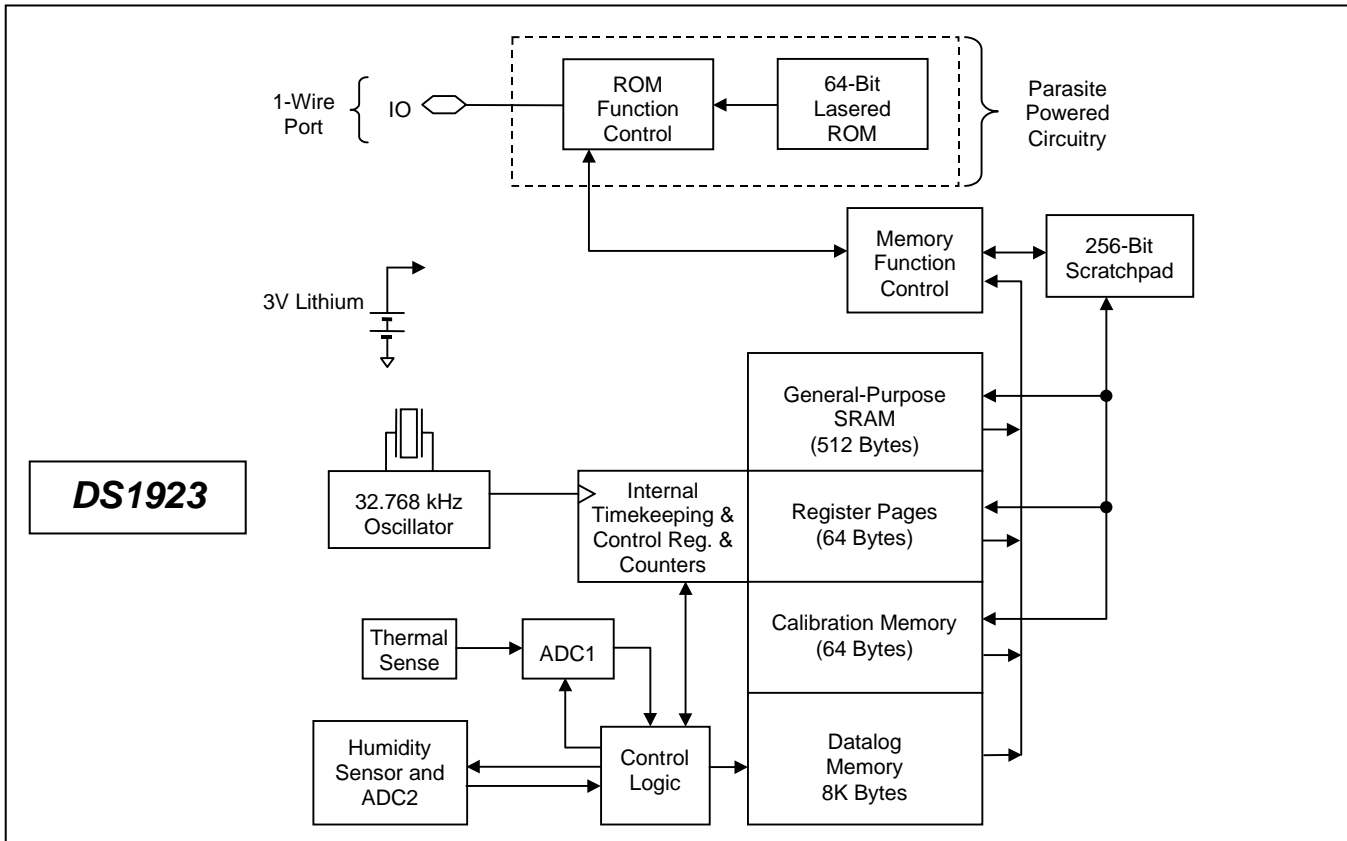 ROM
Function
Control
64-Bit
Lasered
ROM
Parasite
Powered
Circuitry
1-Wire
Port
IO
Memory
Function
Control
256-Bit
Scratchpad
3V Lithium
General-Purpose
SRAM
(512 Bytes)
DS1923
32.768 kHz
Oscillator
Internal
Timekeeping &
Control Reg. &
Counters
Register Pages
(64 Bytes)
Thermal
Sense
ADC1
Calibration Memory
(64 Bytes)
Humidity
Sensor and
ADC2
Control
Logic
Datalog
Memory
8K Bytes